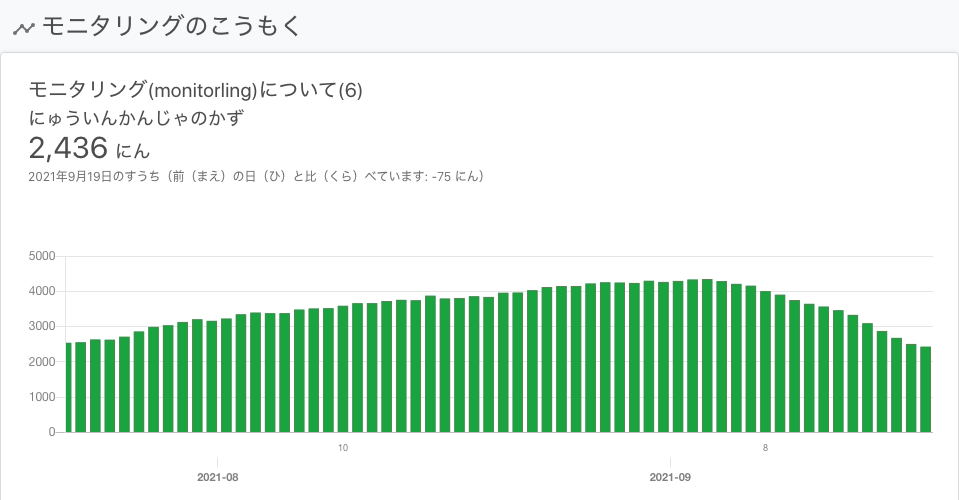 モニタリングのこうもく
モニタリング(monitorling)について(6)
にゅういんかんじゃのかず
2,436 にん
2021年9月19日のすうち（前（まえ）の日（ひ）と比（くら）べています: -75 にん）
5000
4000
3000
2000
1000
0
10
8
2021-08
2021-09